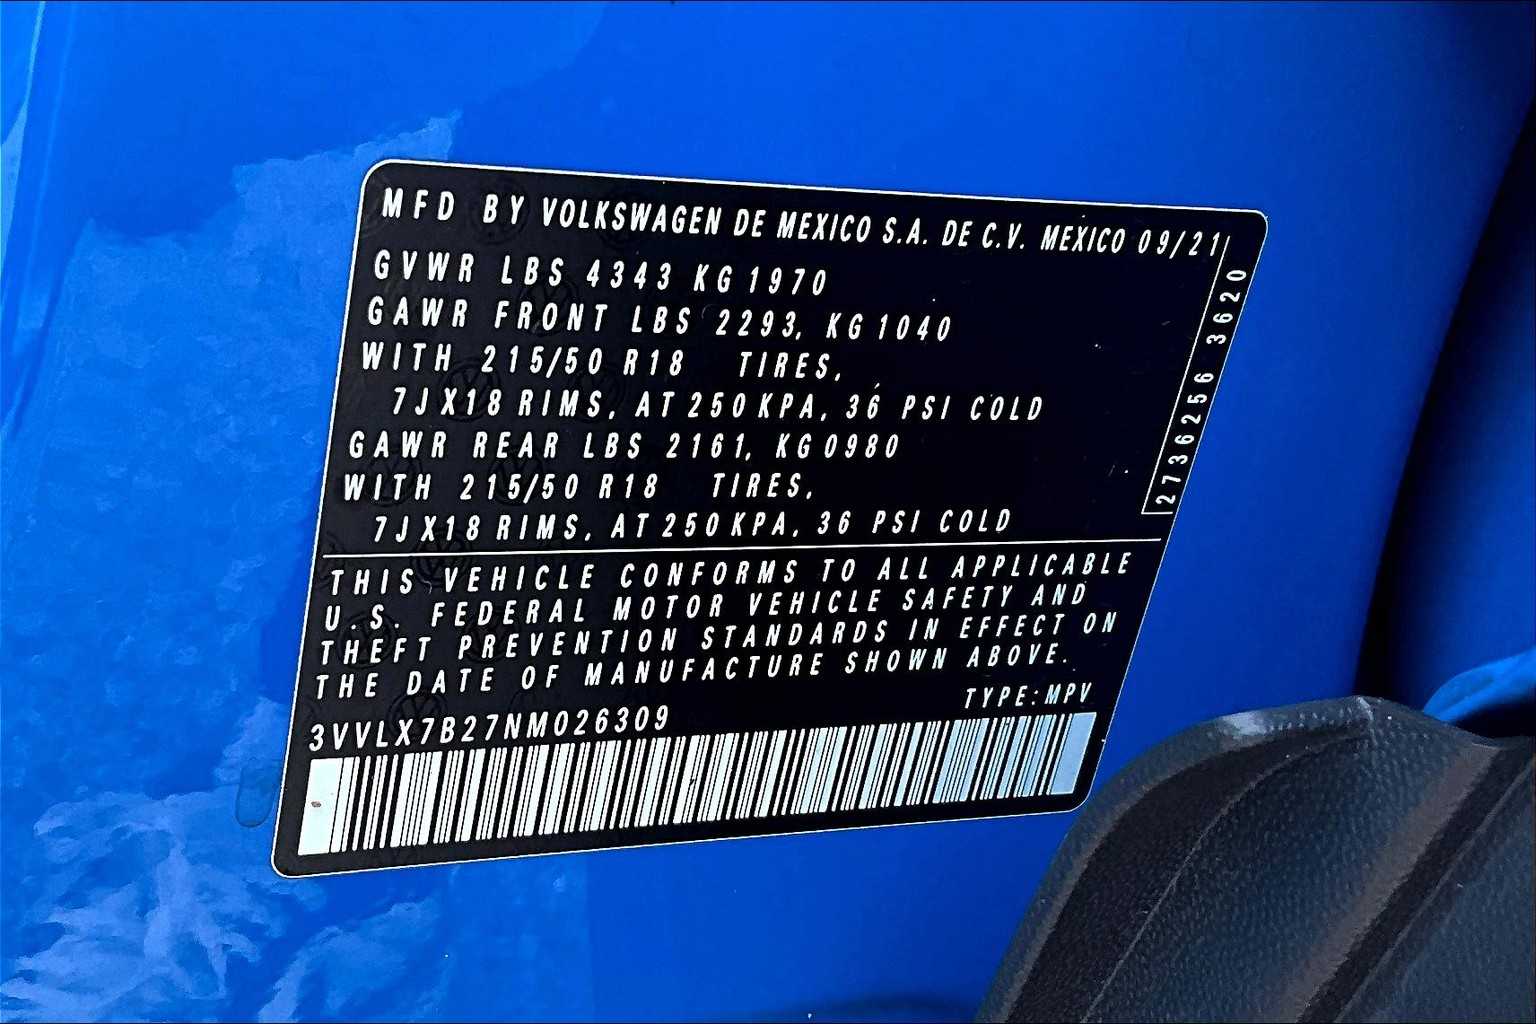 MFD BY VOLKSWAGEN DE MEXICO S.A. DE C.V. MEXICO 09/21
GVWR LBS 4343 KG 1970
GAWR FRONT LBS 2293, KG 1040
WITH 215/50 R18 TIRES,
7JX18 RIMS, AT 250 KPA, 36 PSI COLD
GAWR REAR LBS 2161, KG 0980
WITH 215/50 R18 TIRES,
7JX18 RIMS, AT 250 KPA, 36 PSI COLD
2736256 3620
THIS VEHICLE CONFORMS TO ALL APPLICABLE
U.S. FEDERAL MOTOR VEHICLE SAFETY AND
THEFT PREVENTION STANDARDS IN EFFECT ON
THE DATE OF MANUFACTURE SHOWN ABOVE.
TYPE: MPV
3VVLX7B27NM026309